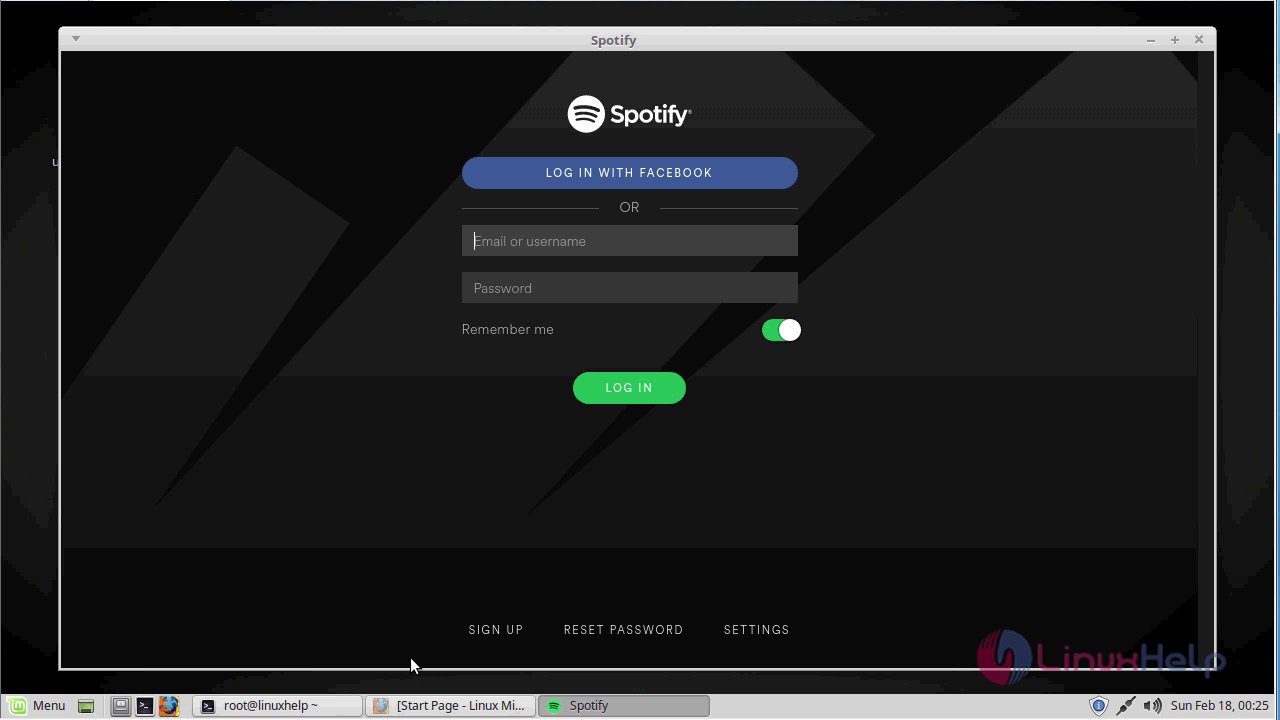 Spotify
Spotify®
LOG IN WITH FACEBOOK
OR
Email or username
Password
Remember me
LOG IN
SIGN UP
RESET PASSWORD
SETTINGS
LinuxHelp
Menu
root@linuxhelp ~
[Start Page - Linux Mi...
Spotify
Sun Feb 18, 00:25